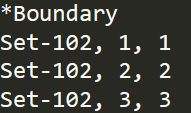 *Boundary
Set-102, 1, 1
Set-102, 2, 2
Set-102, 3, 3